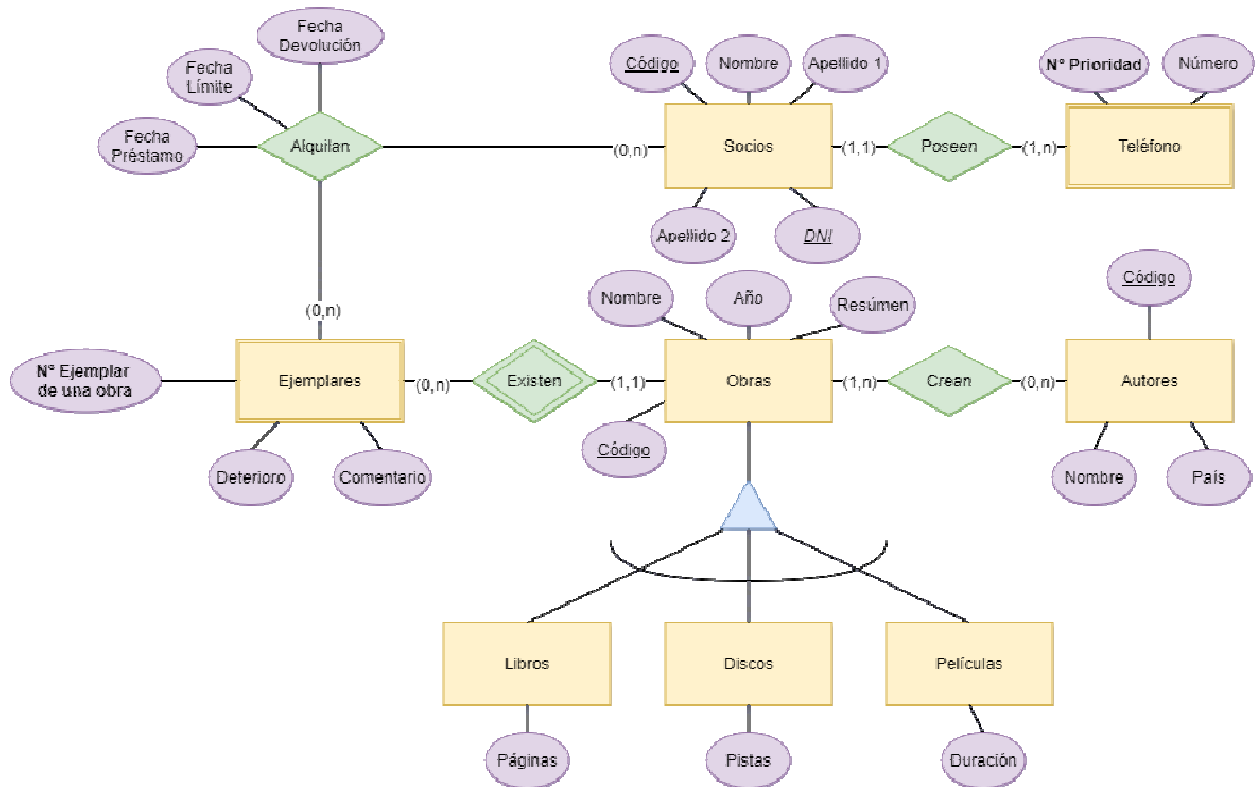 Fecha
Devolución
Fecha
Límite
Fecha
Préstamo
Alquilan
(0,n)
Código
Nombre
Apellido 1
Socios
Apellido 2
DNI
(1,1)
Poseen
(1,n)
Nº Prioridad
Número
Teléfono
(0,n)
Nº Ejemplar
de una obra
Ejemplares
Deterioro
Comentario
(0,n)
Existen
(1,1)
Nombre
Año
Resúmen
Obras
Código
(1,n)
Crean
(0,n)
Código
Autores
Nombre
País
Libros
Discos
Películas
Páginas
Pistas
Duración